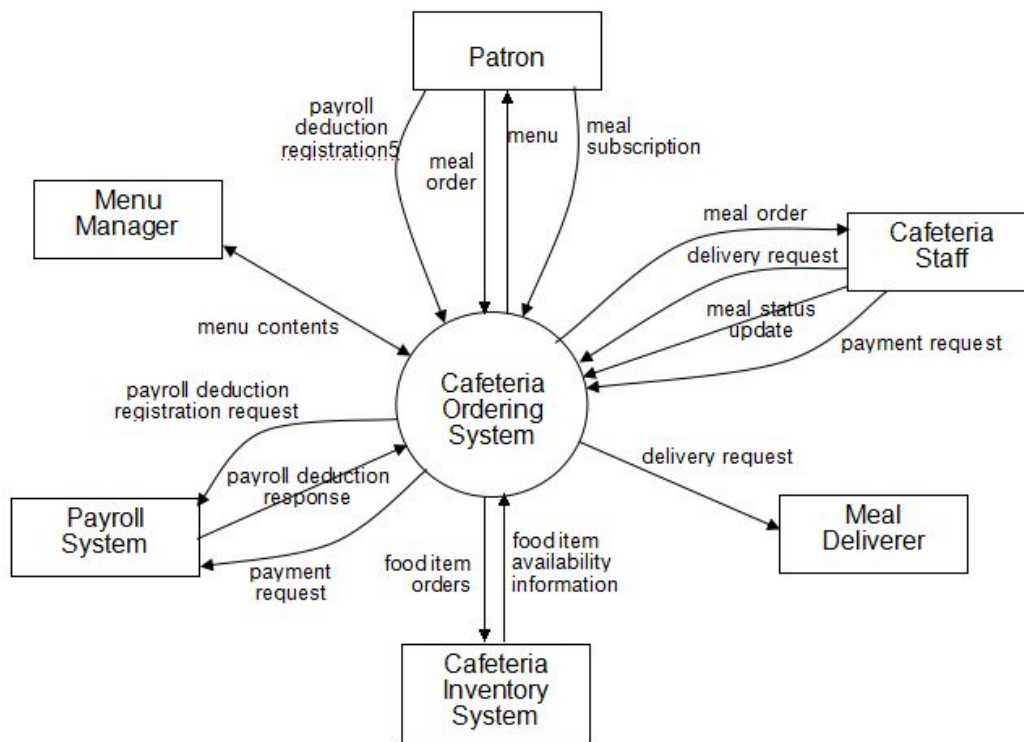 Patron
payroll
deduction
registration5
meal
order
menu
meal
subscription
Menu
Manager
meal order
Cafeteria
Staff
delivery request
menu contents
meal status
update
payment request
Cafeteria
Ordering
System
payroll deduction
registration request
payroll deduction
response
delivery request
Payroll
System
Meal
Deliverer
payment
request
food item
orders
food item
availability
information
Cafeteria
Inventory
System